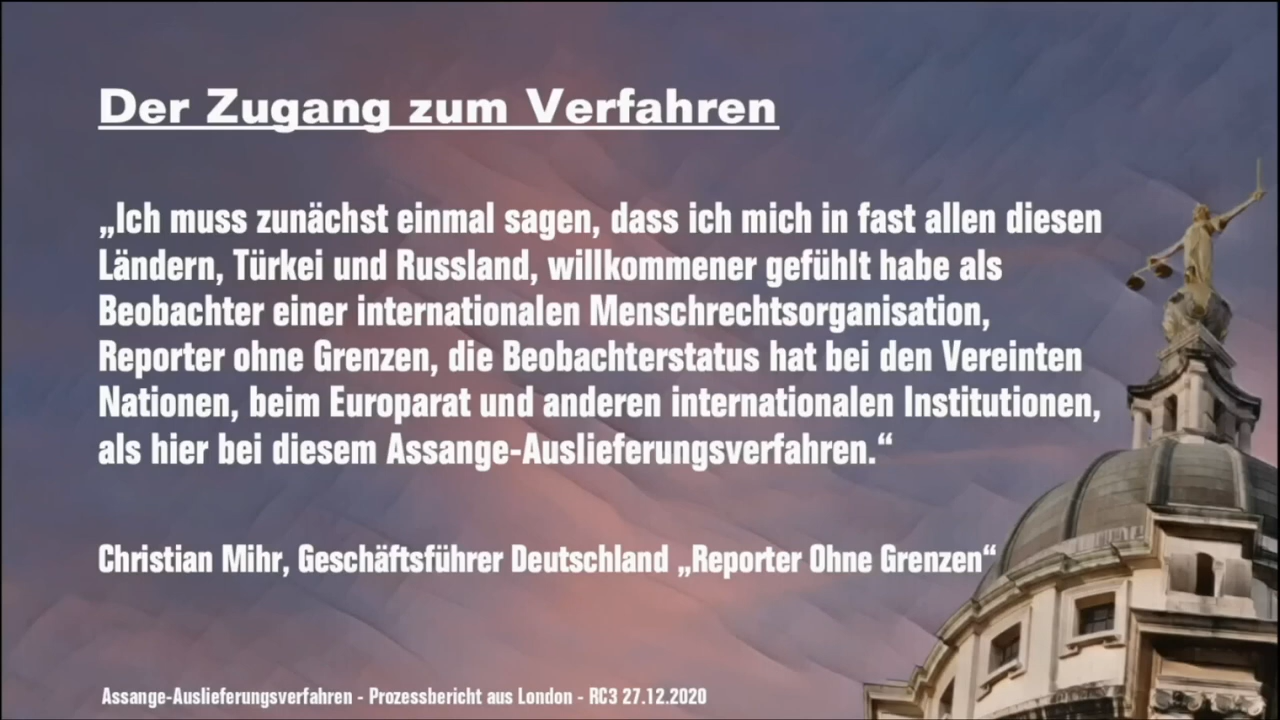 Der Zugang zum Verfahren
„Ich muss zunächst einmal sagen, dass ich mich in fast allen diesen
Ländern, Türkei und Russland, willkommener gefühlt habe als
Beobachter einer internationalen Menschrechtsorganisation,
Reporter ohne Grenzen, die Beobachterstatus hat bei den Vereinten
Nationen, beim Europarat und anderen internationalen Institutionen,
als hier bei diesem Assange-Auslieferungsverfahren.“
Christian Mihr, Geschäftsführer Deutschland „Reporter Ohne Grenzen“
Assange-Auslieferungsverfahren - Prozessbericht aus London - RC3 27.12.2020